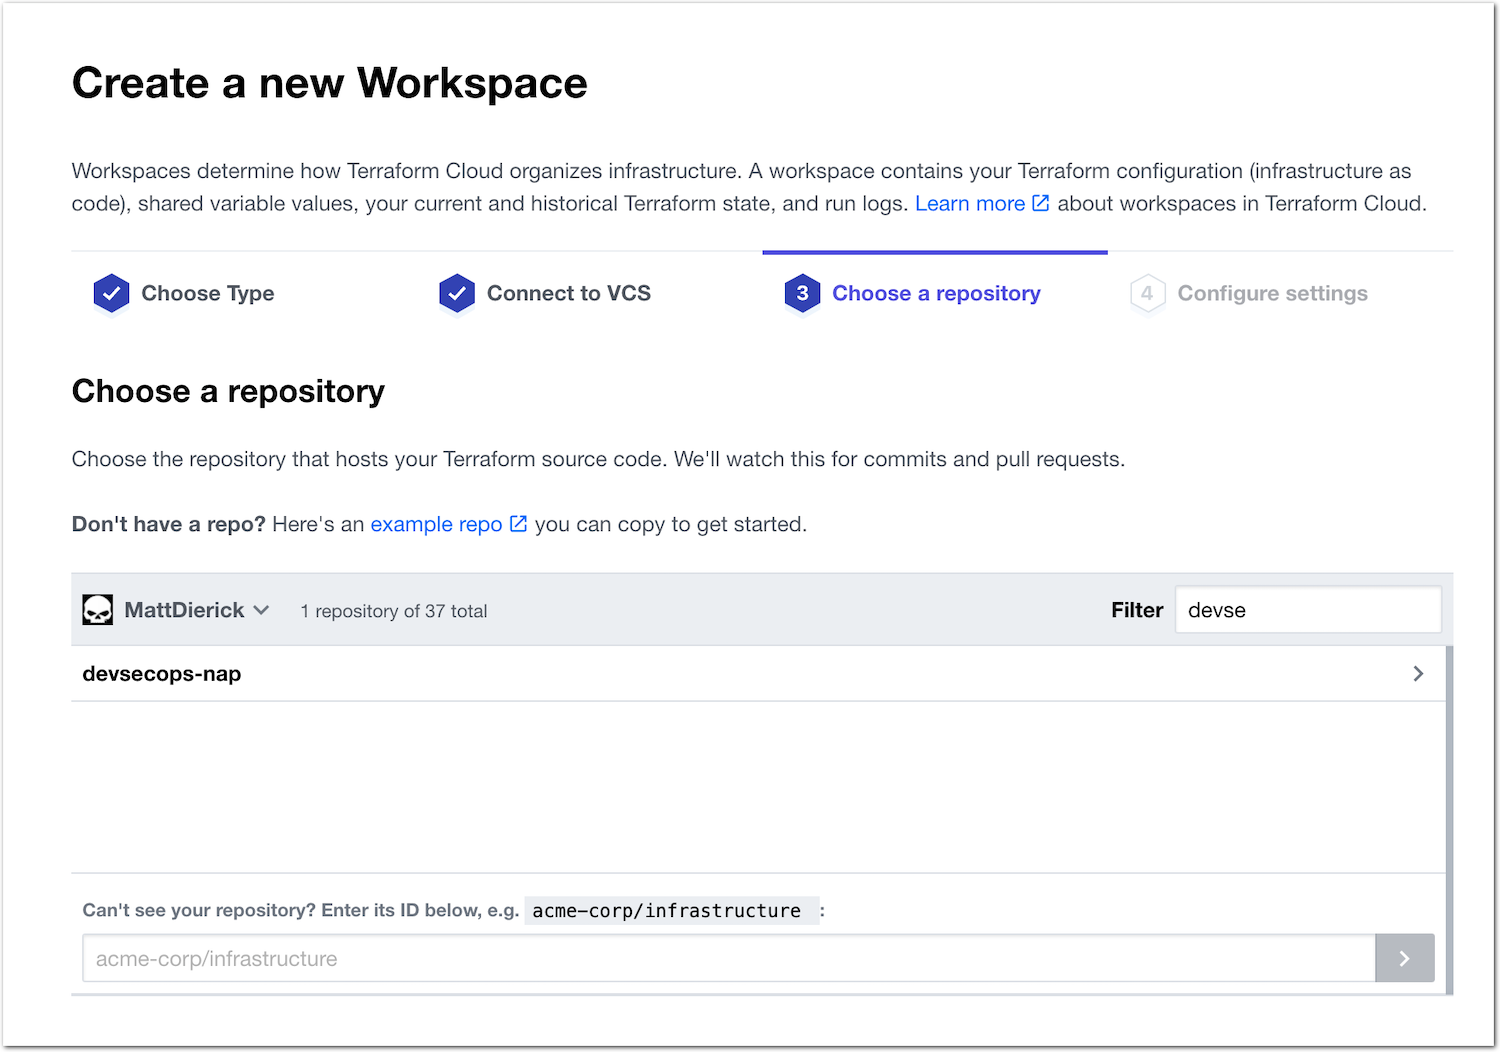 Create a new Workspace
Workspaces determine how Terraform Cloud organizes infrastructure. A workspace contains your Terraform configuration (infrastructure as
code), shared variable values, your current and historical Terraform state, and run logs. Learn more about workspaces in Terraform Cloud.
Choose Type
Connect to VCS
3 Choose a repository
4 Configure settings
Choose a repository
Choose the repository that hosts your Terraform source code. We'll watch this for commits and pull requests.
Don't have a repo? Here's an example repo you can copy to get started.
MattDierick 1 repository of 37 total Filter devse
devsecops-nap
Can't see your repository? Enter its ID below, e.g. acme-corp/infrastructure :
acme-corp/infrastructure